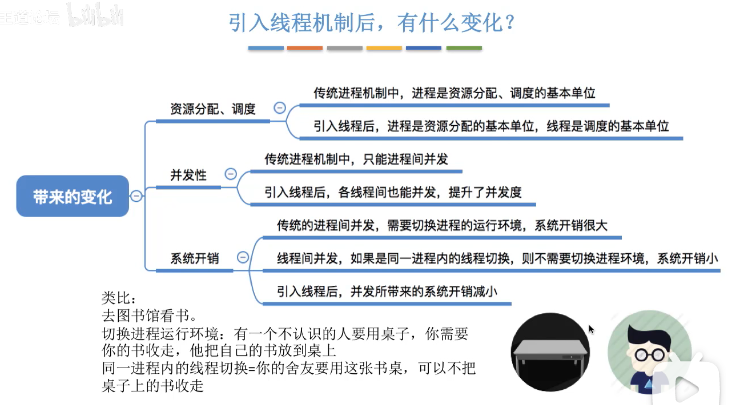 bilibili
引入线程机制后，有什么变化？
带来的变化
资源分配、调度
传统进程机制中，进程是资源分配、调度的基本单位
引入线程后，进程是资源分配的基本单位，线程是调度的基本单位
并发性
传统进程机制中，只能进程间并发
引入线程后，各线程间也能并发，提升了并发度
系统开销
传统的进程间并发，需要切换进程的运行环境，系统开销很大
线程间并发，如果是同一进程内的线程切换，则不需要切换进程环境，系统开销小
引入线程后，并发所带来的系统开销减小
类比：
去图书馆看书。
切换进程运行环境：有一个不认识的人要用桌子，你需要
你的书收走，他把自己的书放到桌上
同一进程内的线程切换=你的舍友要用这张书桌，可以不把
桌子上的书收走